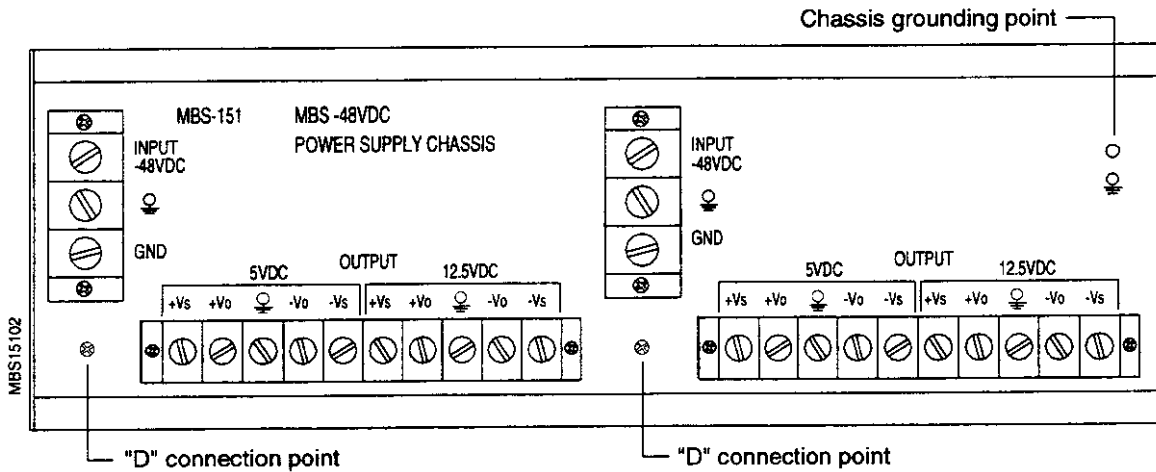 Chassis grounding point
MBS-151 MBS -48VDC
POWER SUPPLY CHASSIS
INPUT
-48VDC
GND
OUTPUT
5VDC 12.5VDC
+Vs +Vo -Vo -Vs +Vs +Vo -Vo -Vs
INPUT
-48VDC
GND
OUTPUT
5VDC 12.5VDC
+Vs +Vo -Vo -Vs +Vs +Vo -Vo -Vs
MBS15102
"D" connection point
"D" connection point